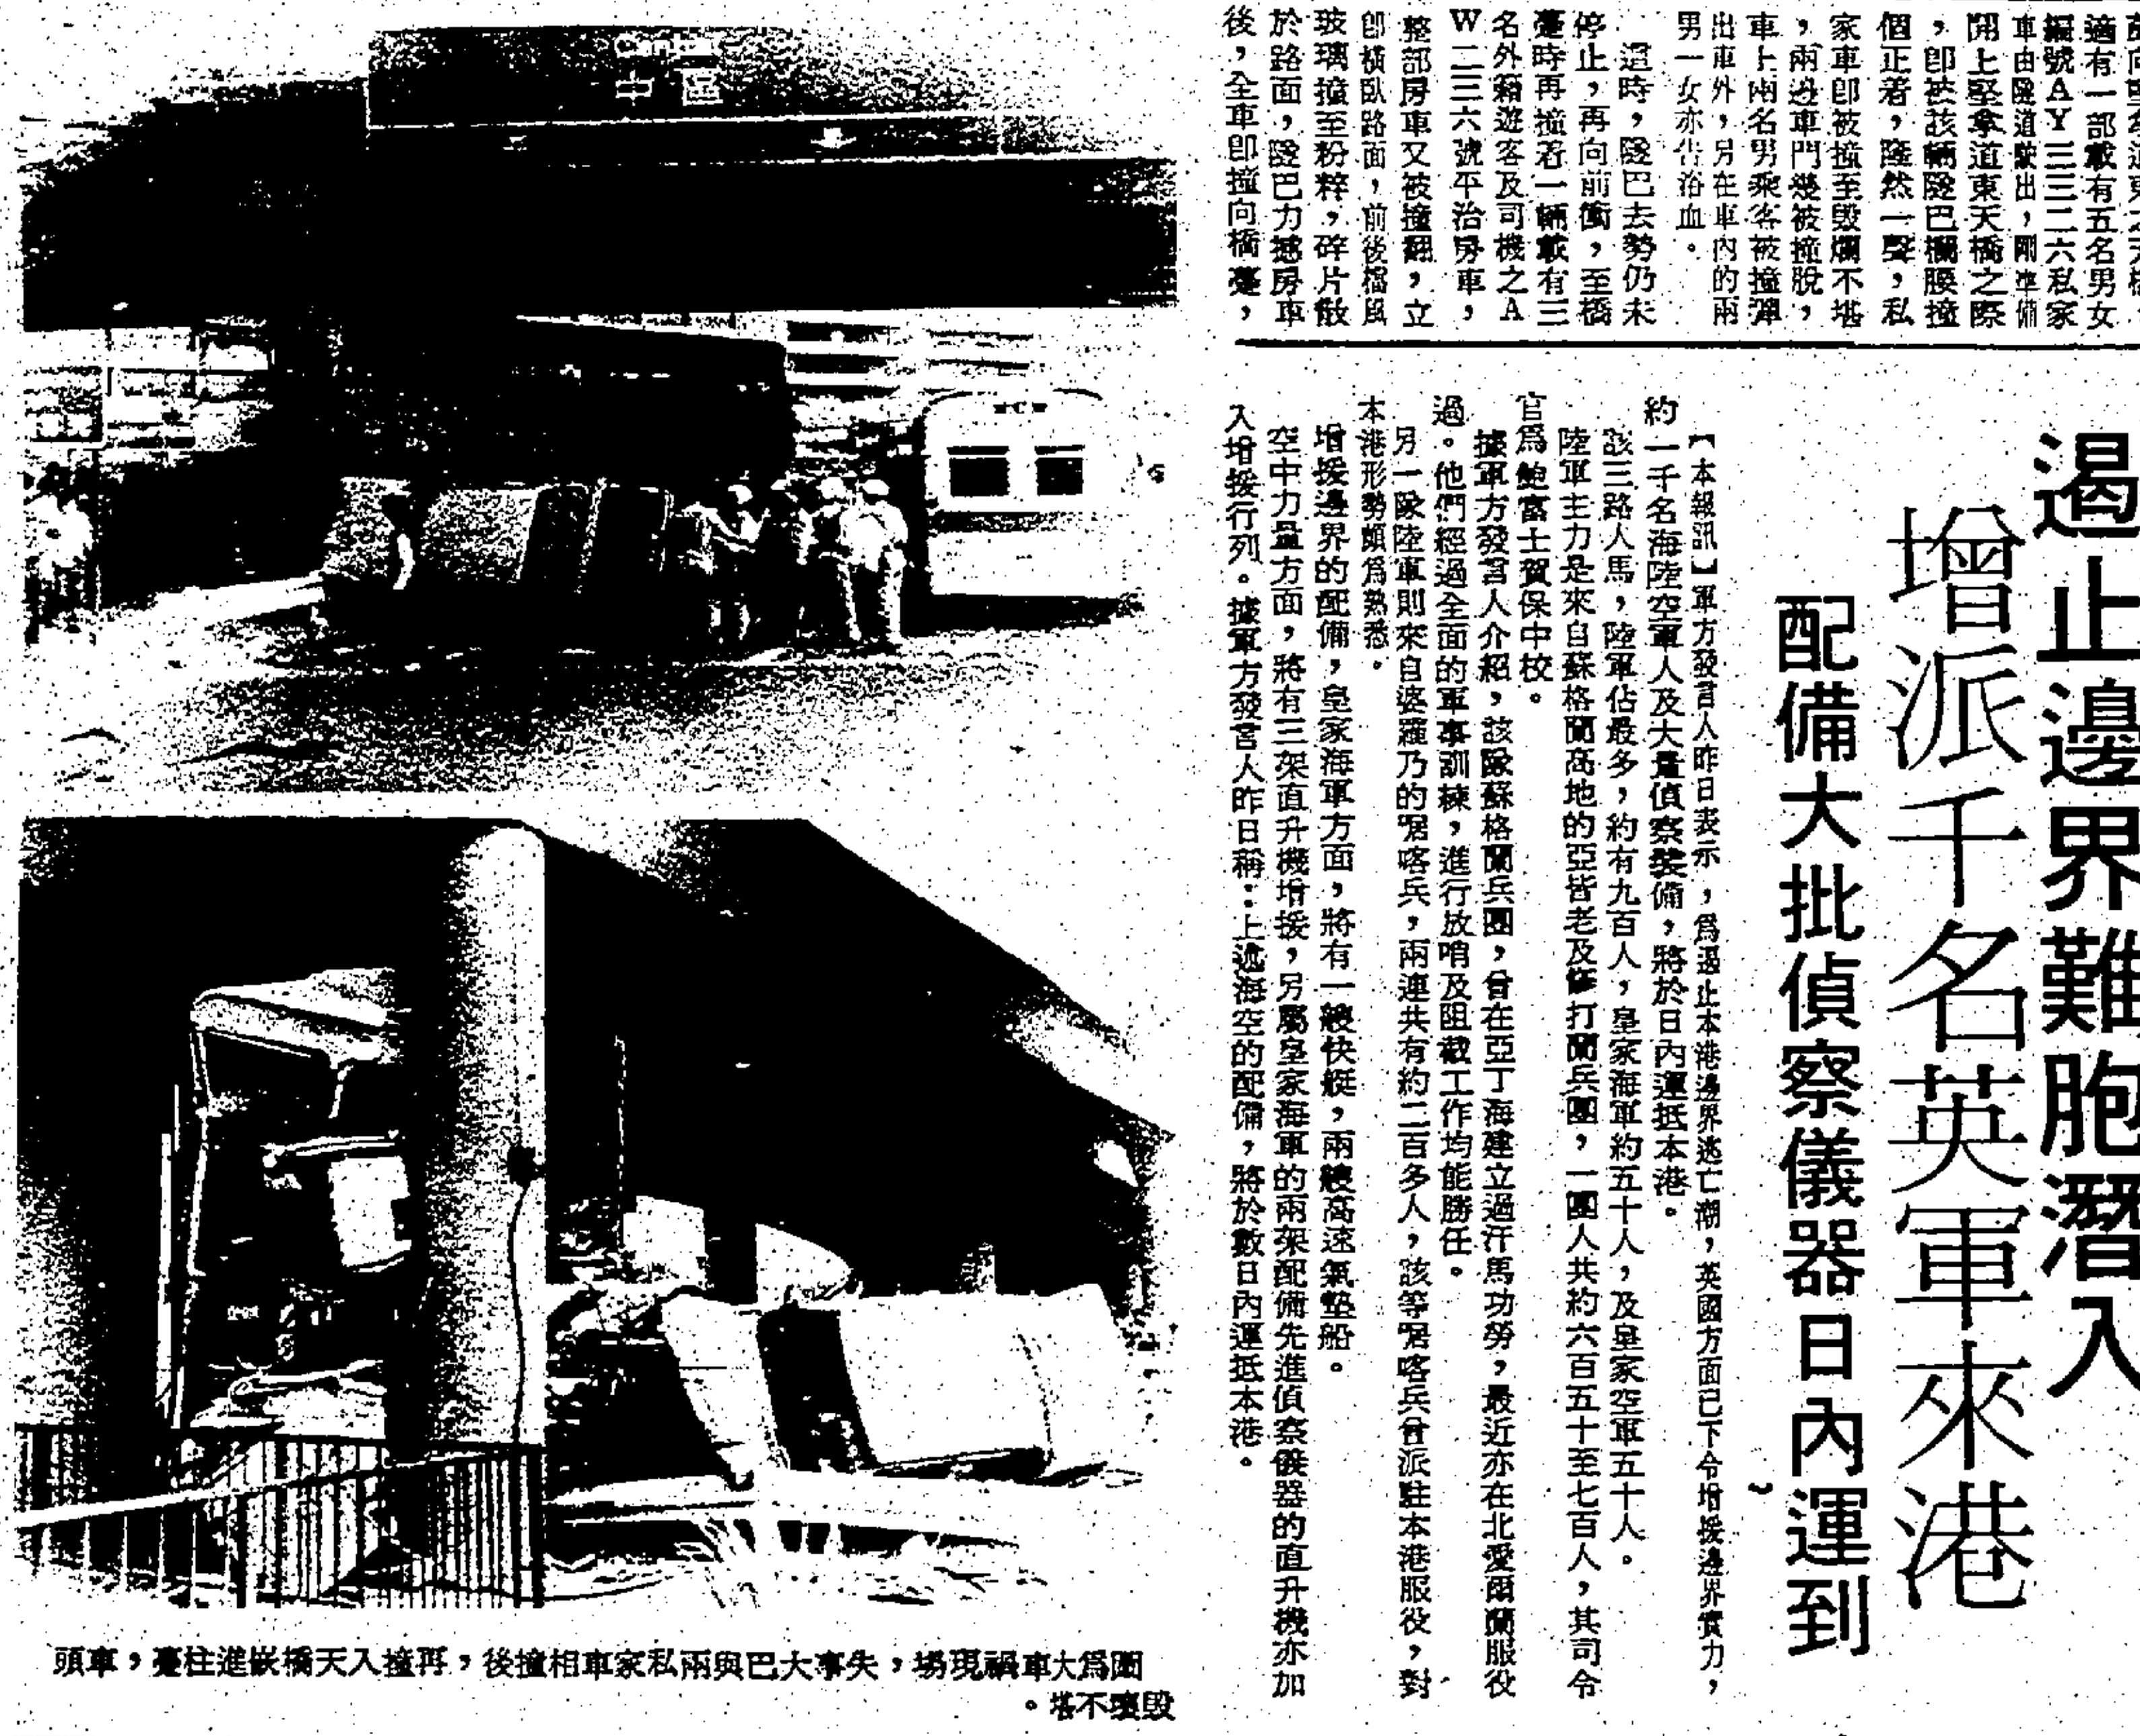 適有一部載有五名男女
編號AY三三二六私家
車由隧道駛出，剛準備
開上堅拿道東天橋之際
，即被該輛隧巴攔腰撞
個正着，隆然一聲，私
家車即被撞至毀爛不堪
，兩邊車門幾被撞脫，
車上兩名男乘客被撞彈
出車外，另在車內的兩
男一女亦告浴血。
這時，隧巴去勢仍未
停止，再向前衝，至橋
躉時再撞着一輛載有三
名外籍遊客及司機之A
W二三三六號平治房車，
整部房車又被撞翻，立
即橫臥路面，前後檔風
玻璃撞至粉粹，碎片散
於路面，隧巴力撼房車
後，全車即撞向橋躉，
遏止邊界難胞潛入
增派千名英軍來港
配備大批偵察儀器日內運到
【本報訊】軍方發言人昨日表示，爲遏止本港邊界逃亡潮，英國方面已下令增援邊界實力，
約一千名海陸空軍人及大量偵察裝備，將於日內運抵本港。
該三路人馬，陸軍佔最多，約有九百人，皇家海軍約五十人，及皇家空軍五十人。
陸軍主力是來自蘇格蘭高地的亞皆老及修打蘭兵團，一團人共約六百五十至七百人，其司令
官爲鮑富士賀保中校。
據軍方發言人介紹，該隊蘇格蘭兵團，曾在亞丁海建立過汗馬功勞，最近亦在北愛爾蘭服役
過。他們經過全面的軍事訓練，進行放哨及阻截工作均能勝任。
另一隊陸軍則來自婆羅乃的啹喀兵，兩連共有約二百多人，該等啹喀兵曾派駐本港服役，對
本港形勢頗爲熟悉。
增援邊界的配備，皇家海軍方面，將有一艘快艇，兩艘高速氣墊船。
空中力量方面，將有三架直升機增援，另屬皇家海軍的兩架配備先進偵察儀器的直升機亦加
入增援行列。據軍方發言人昨日稱：上述海空的配備，將於數日內運抵本港。
Central
中區
圖爲大車禍現場，失事大巴與兩私家車相撞後，再撞入天橋嵌進柱躉，車頭
毀壞不堪。